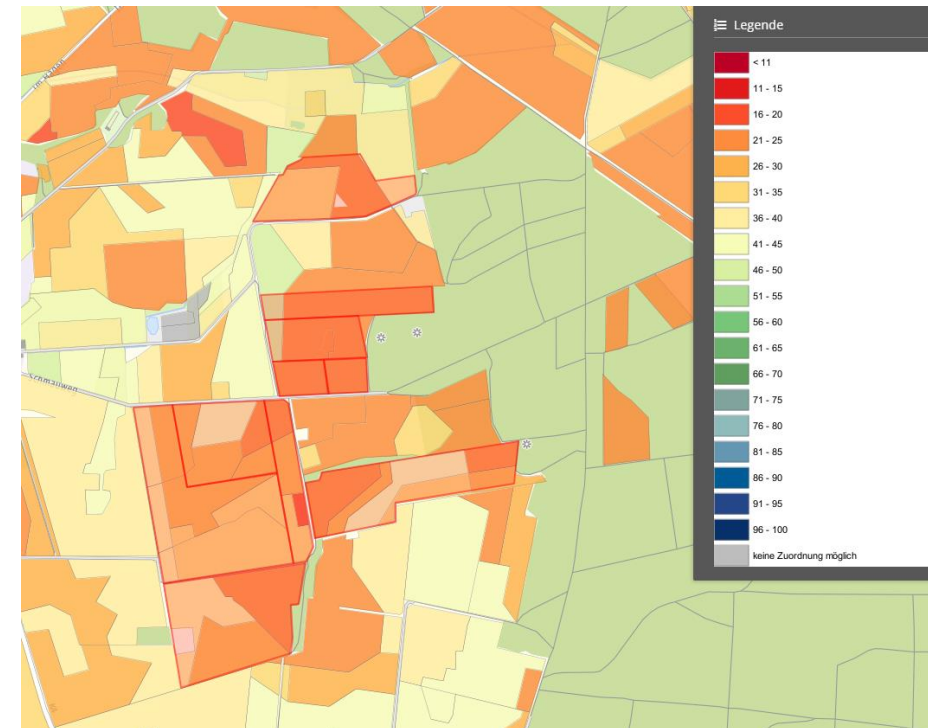 Legende
< 11
11 - 15
16 - 20
21 - 25
26 - 30
31 - 35
36 - 40
41 - 45
46 - 50
51 - 55
56 - 60
61 - 65
66 - 70
71 - 75
76 - 80
81 - 85
86 - 90
91 - 95
96 - 100
keine Zuordnung möglich